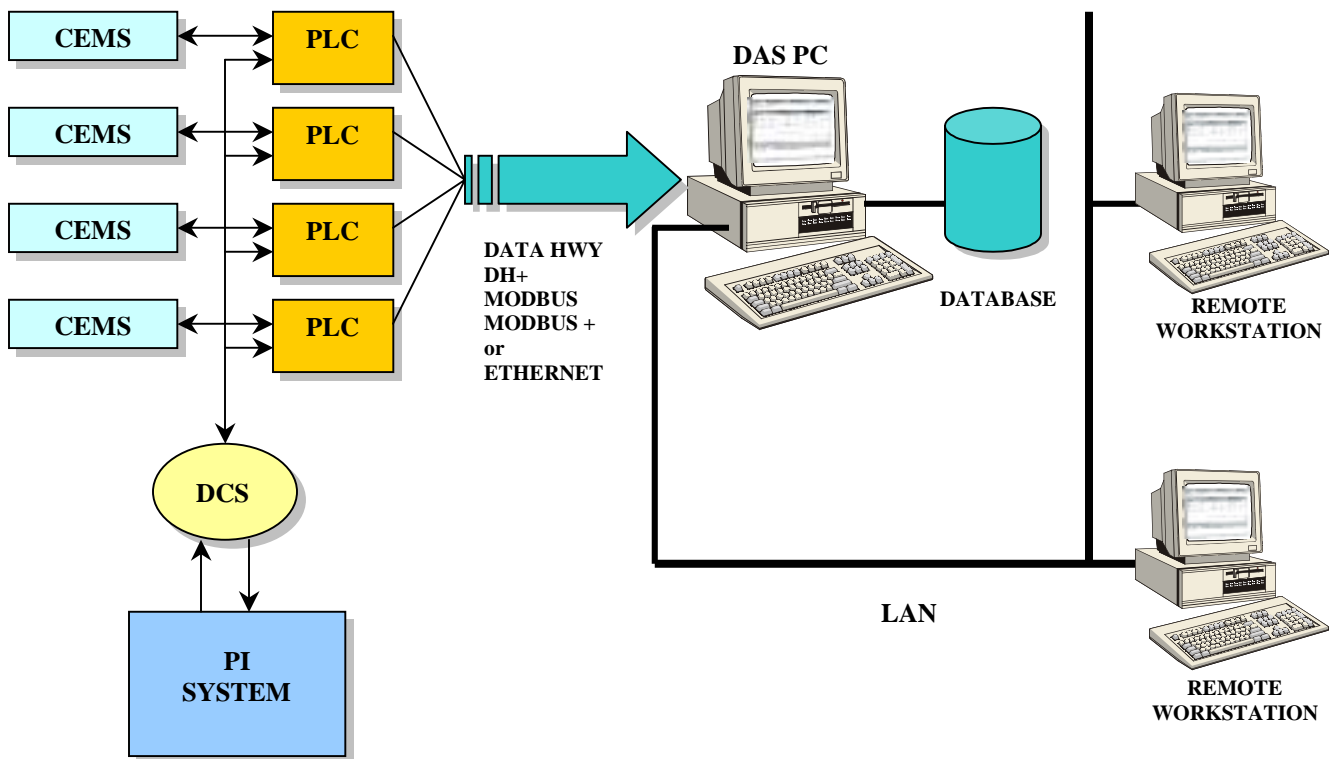 CEMS
PLC
CEMS
PLC
CEMS
PLC
CEMS
PLC
DCS
PI
SYSTEM
DATA HWY
DH+
MODBUS
MODBUS +
or
ETHERNET
DAS PC
DATABASE
LAN
REMOTE
WORKSTATION
REMOTE
WORKSTATION